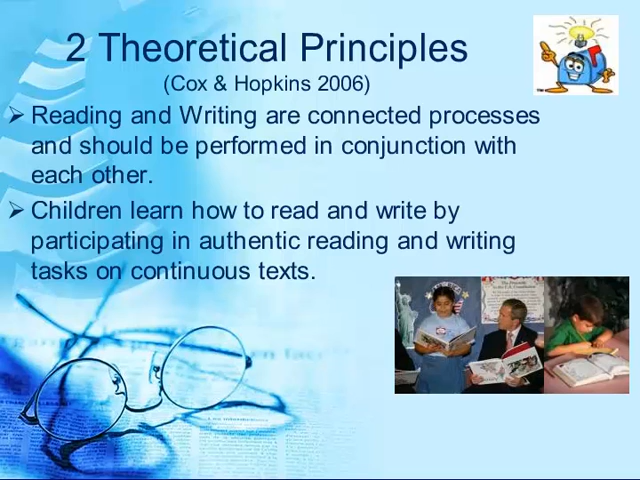 2 Theoretical Principles
(Cox & Hopkins 2006)
➢ Reading and Writing are connected processes
and should be performed in conjunction with
each other.
➢ Children learn how to read and write by
participating in authentic reading and writing
tasks on continuous texts.